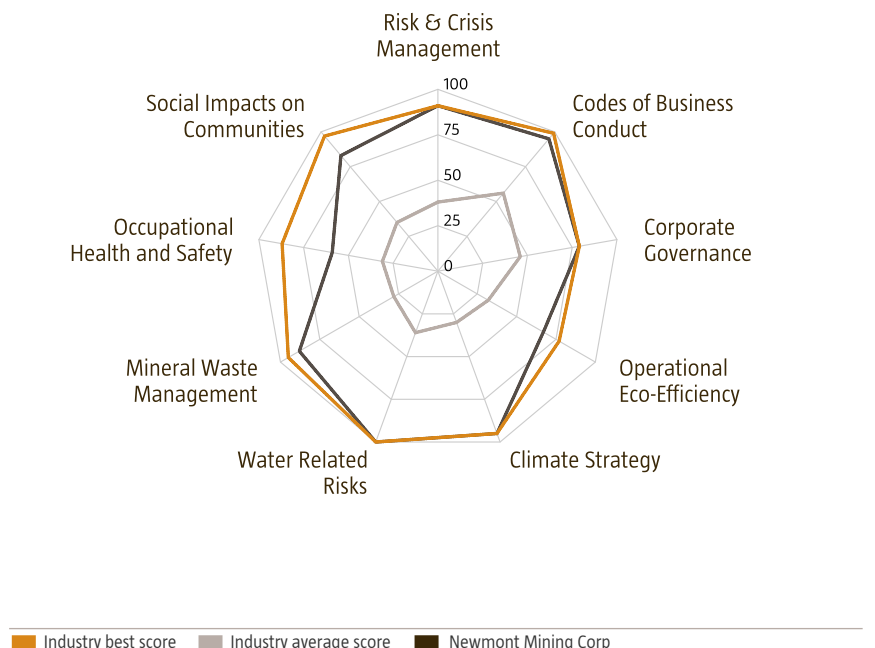 Risk & Crisis
Management
Social Impacts on
Communities
Codes of Business
Conduct
100
75
50
25
0
Occupational
Health and Safety
Corporate
Governance
Mineral Waste
Management
Operational
Eco-Efficiency
Water Related
Risks
Climate Strategy
Industry best score
Industry average score
Newmont Mining Corp